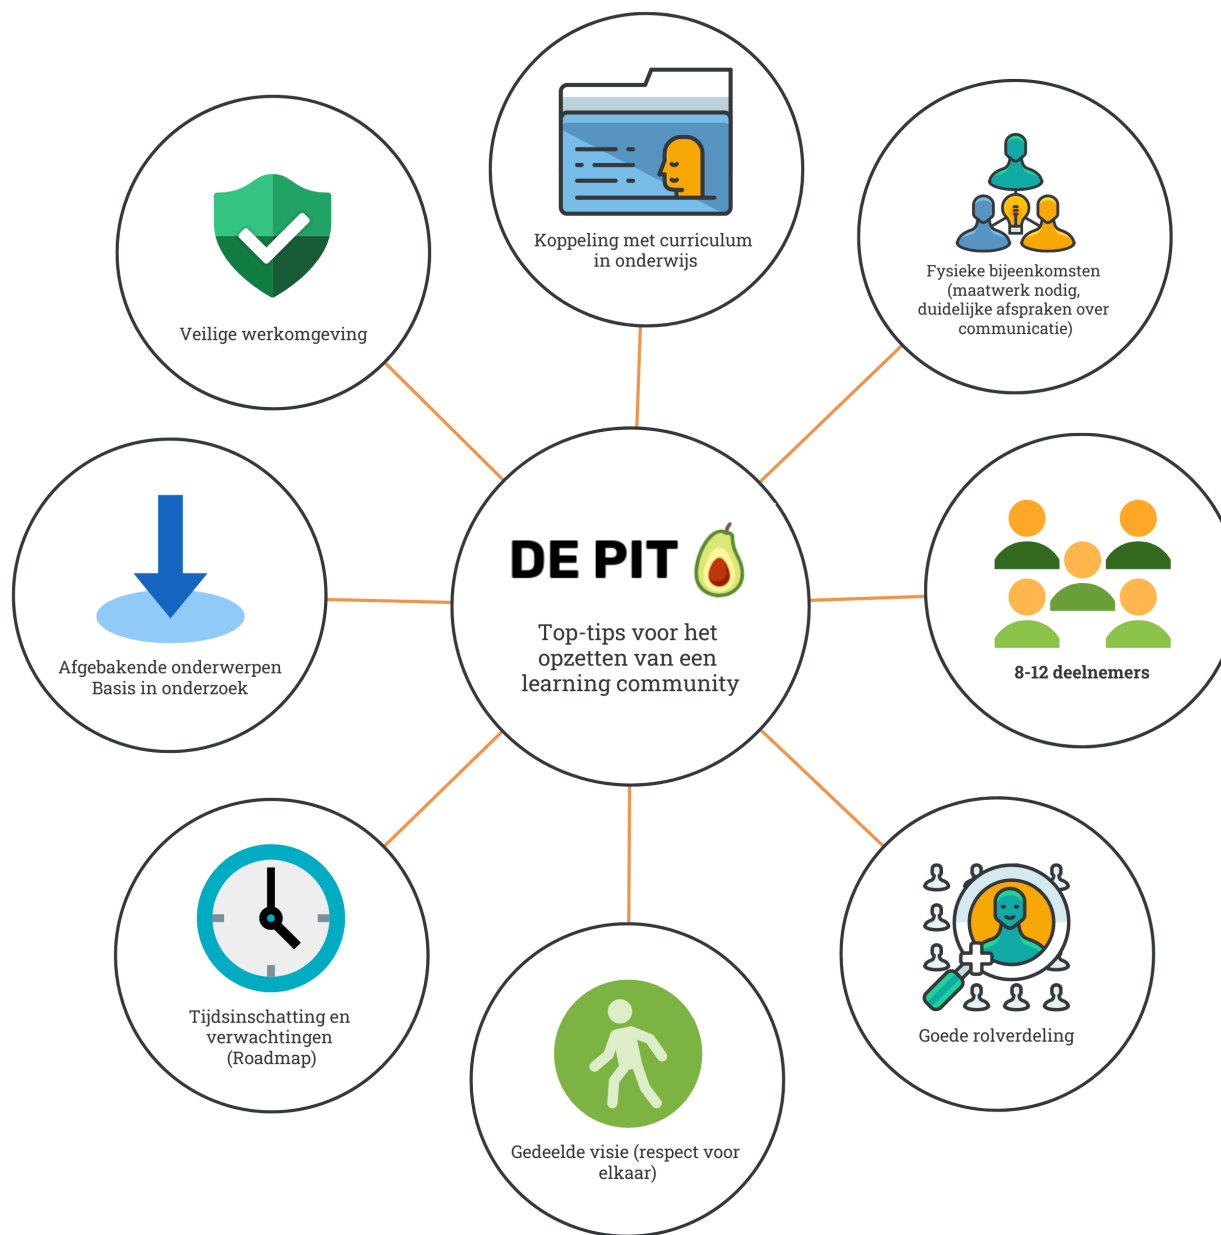 Koppeling met curriculum
in onderwijs
Fysieke bijeenkomsten
(maatwerk nodig,
duidelijke afspraken over
communicatie)
Veilige werkomgeving
DE PIT
Top-tips voor het
opzetten van een
learning community
8-12 deelnemers
Afgebakende onderwerpen
Basis in onderzoek
Goede rolverdeling
Tijdsinschatting en
verwachtingen
(Roadmap)
Gedeelde visie (respect voor
elkaar)